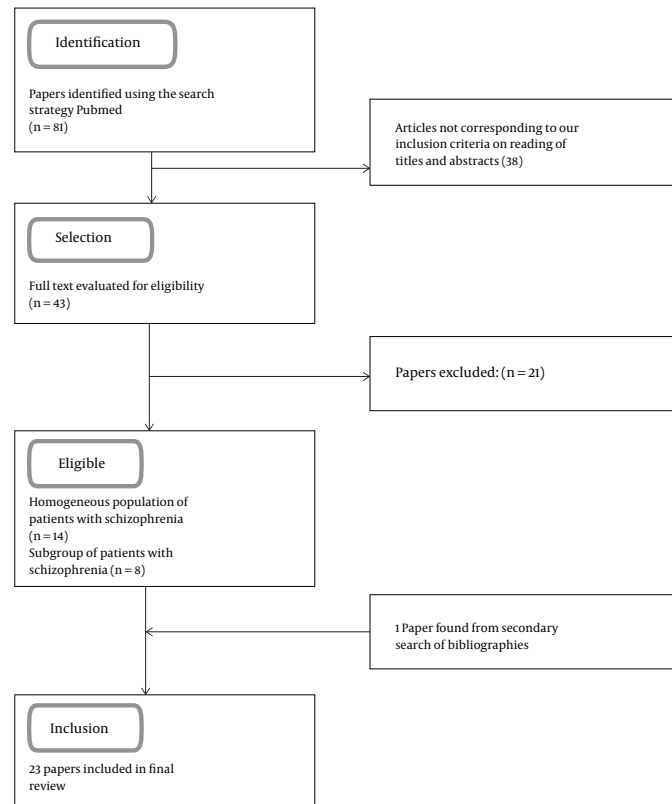 Identification
Papers identified using the search
strategy Pubmed
(n = 81)
Articles not corresponding to our
inclusion criteria on reading of
titles and abstracts (38)
Selection
Full text evaluated for eligibility
(n = 43)
Papers excluded: (n = 21)
Eligible
Homogeneous population of
patients with schizophrenia
(n = 14)
Subgroup of patients with
schizophrenia (n = 8)
1 Paper found from secondary
search of bibliographies
Inclusion
23 papers included in final
review